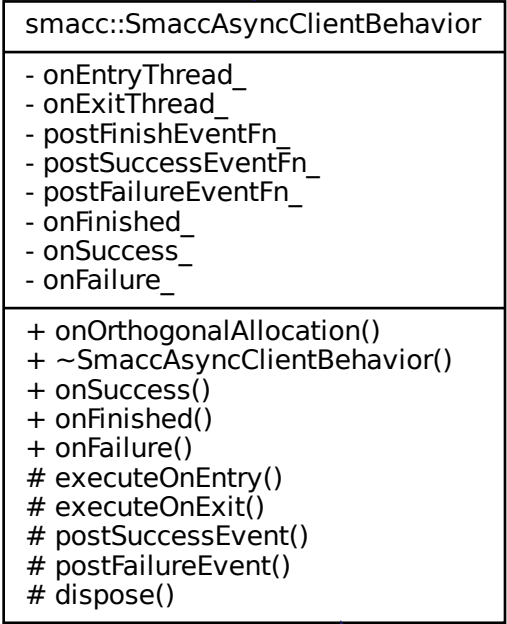 smacc::SmaccAsyncClientBehavior
- onEntryThread_
- onExitThread_
- postFinishEventFn_
- postSuccessEventFn_
- postFailureEventFn_
- onFinished_
- onSuccess_
- onFailure_
+ onOrthogonalAllocation()
+ ~SmaccAsyncClientBehavior()
+ onSuccess()
+ onFinished()
+ onFailure()
# executeOnEntry()
# executeOnExit()
# postSuccessEvent()
# postFailureEvent()
# dispose()